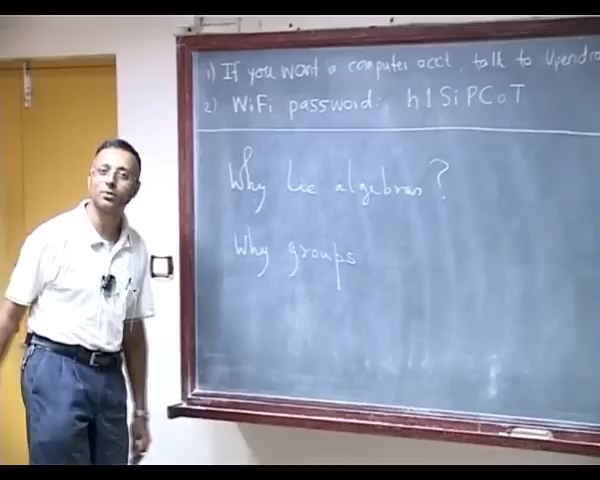 1) If you want a computer acct, talk to Upendra
2) WiFi password: h1SiPCoT
Why Lie algebras?
Why groups